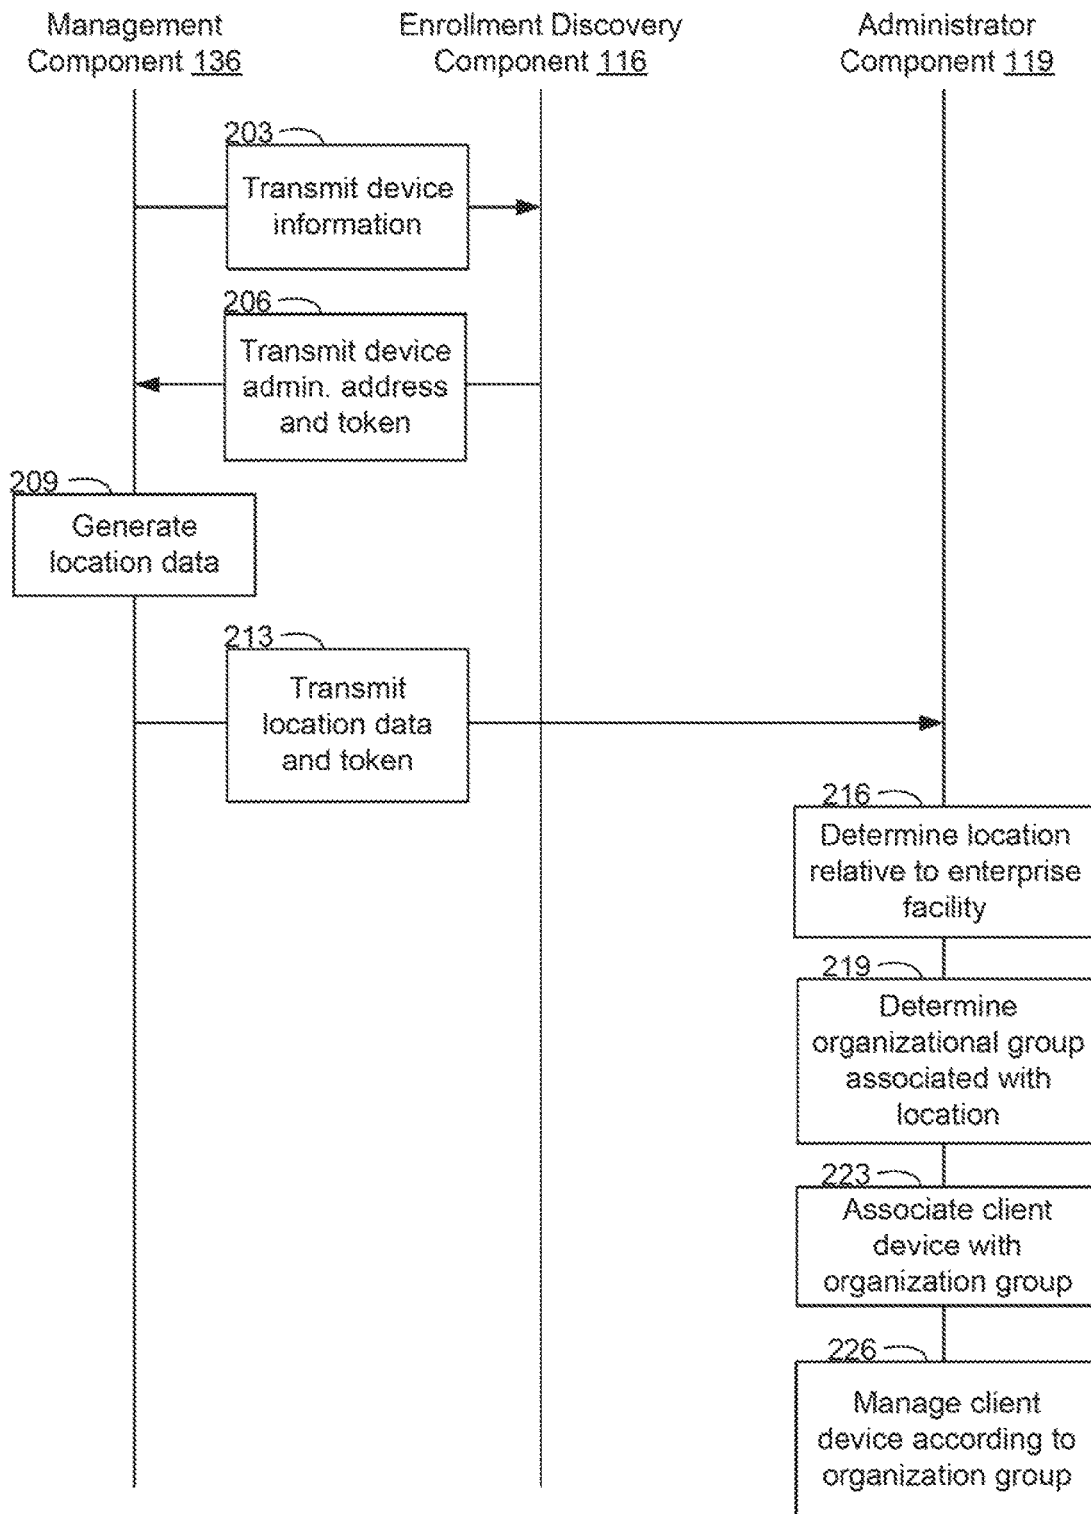 Management
Component 136
Enrollment Discovery
Component 116
Administrator
Component 119
203
Transmit device
information
206
Transmit device
admin. address
and token
209
Generate
location data
213
Transmit
location data
and token
216
Determine location
relative to enterprise
facility
219
Determine
organizational group
associated with
location
223
Associate client
device with
organization group
226
Manage client
device according to
organization group